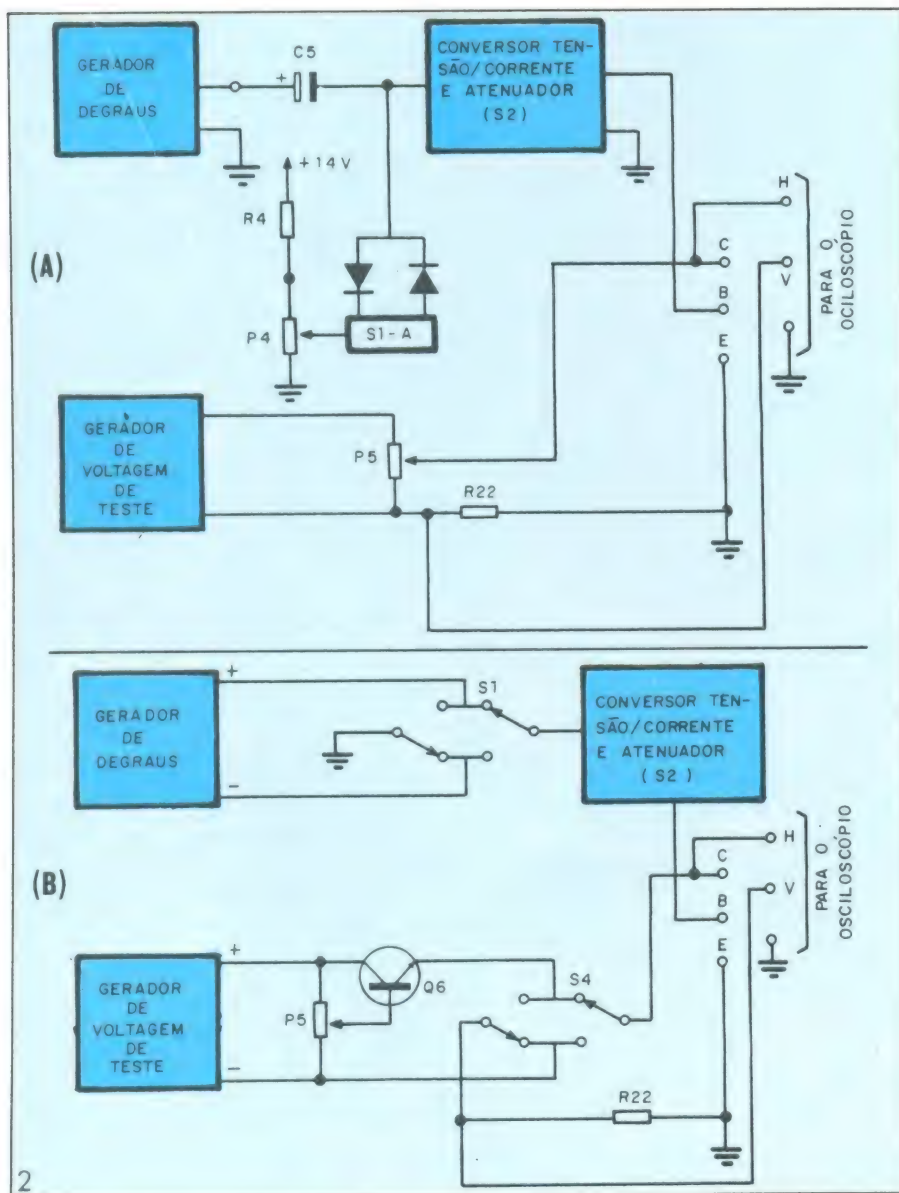 GERADOR
DE
DEGRAUS
C5
+
CONVERSOR TEN-
SÃO/CORRENTE
E ATENUADOR
(S2)
+14V
R4
(A)
P4
S1-A
H
C
V
B
E
PARA O
OCILOSCÓPIO
GERADOR
DE
VOLTAGEM
DE
TESTE
P5
R22
GERADOR
DE
DEGRAUS
+
-
S1
CONVERSOR TEN-
SÃO/CORRENTE
E ATENUADOR
(S2)
H
C
V
B
E
PARA O
OSCILOSCÓPIO
(B)
GERADOR
DE
VOLTAGEM
DE
TESTE
+
-
P5
Q6
S4
R22
2